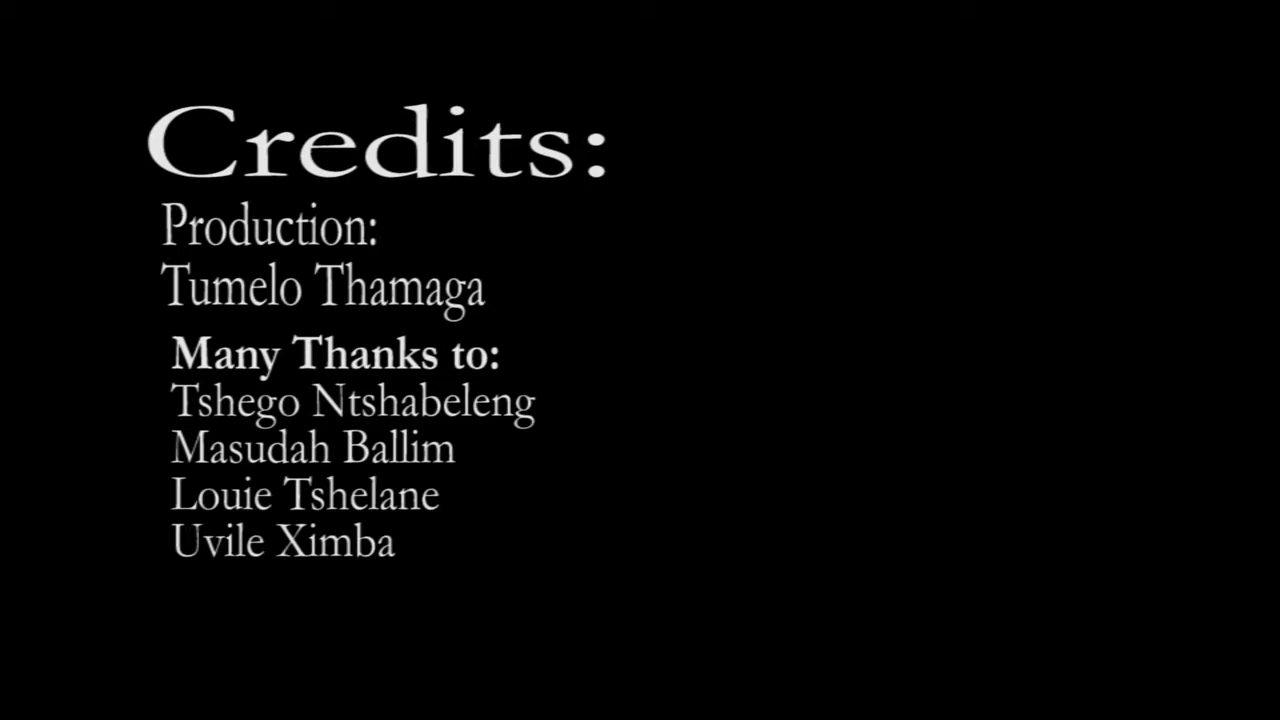 Credits:
Production:
Tumelo Thamaga
Many Thanks to:
Tshego Ntshabeleng
Masudah Ballim
Louie Tshelane
Uvile Ximba